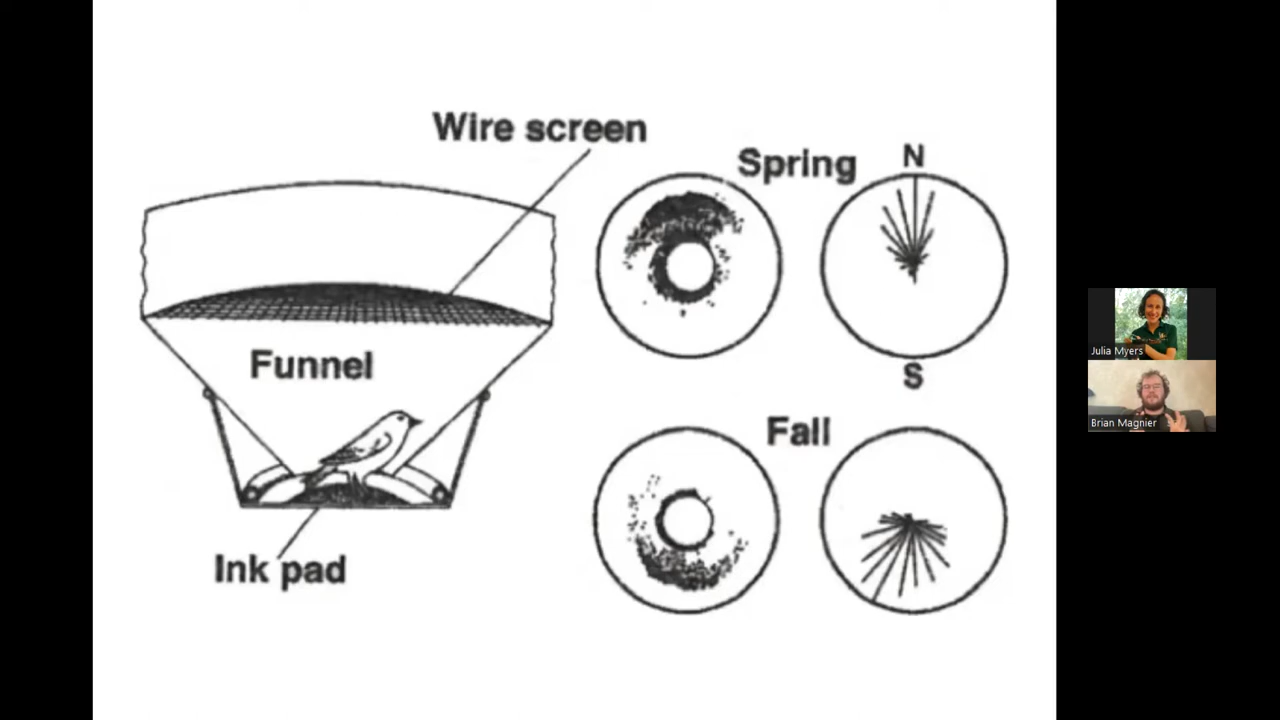 Wire screen
Spring
N
Funnel
S
Fall
Ink pad
Julia Myers
Brian Magnier